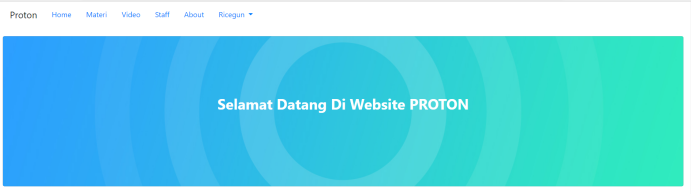 Proton Home Materi Video Staff About Ricegun
Selamat Datang Di Website PROTON